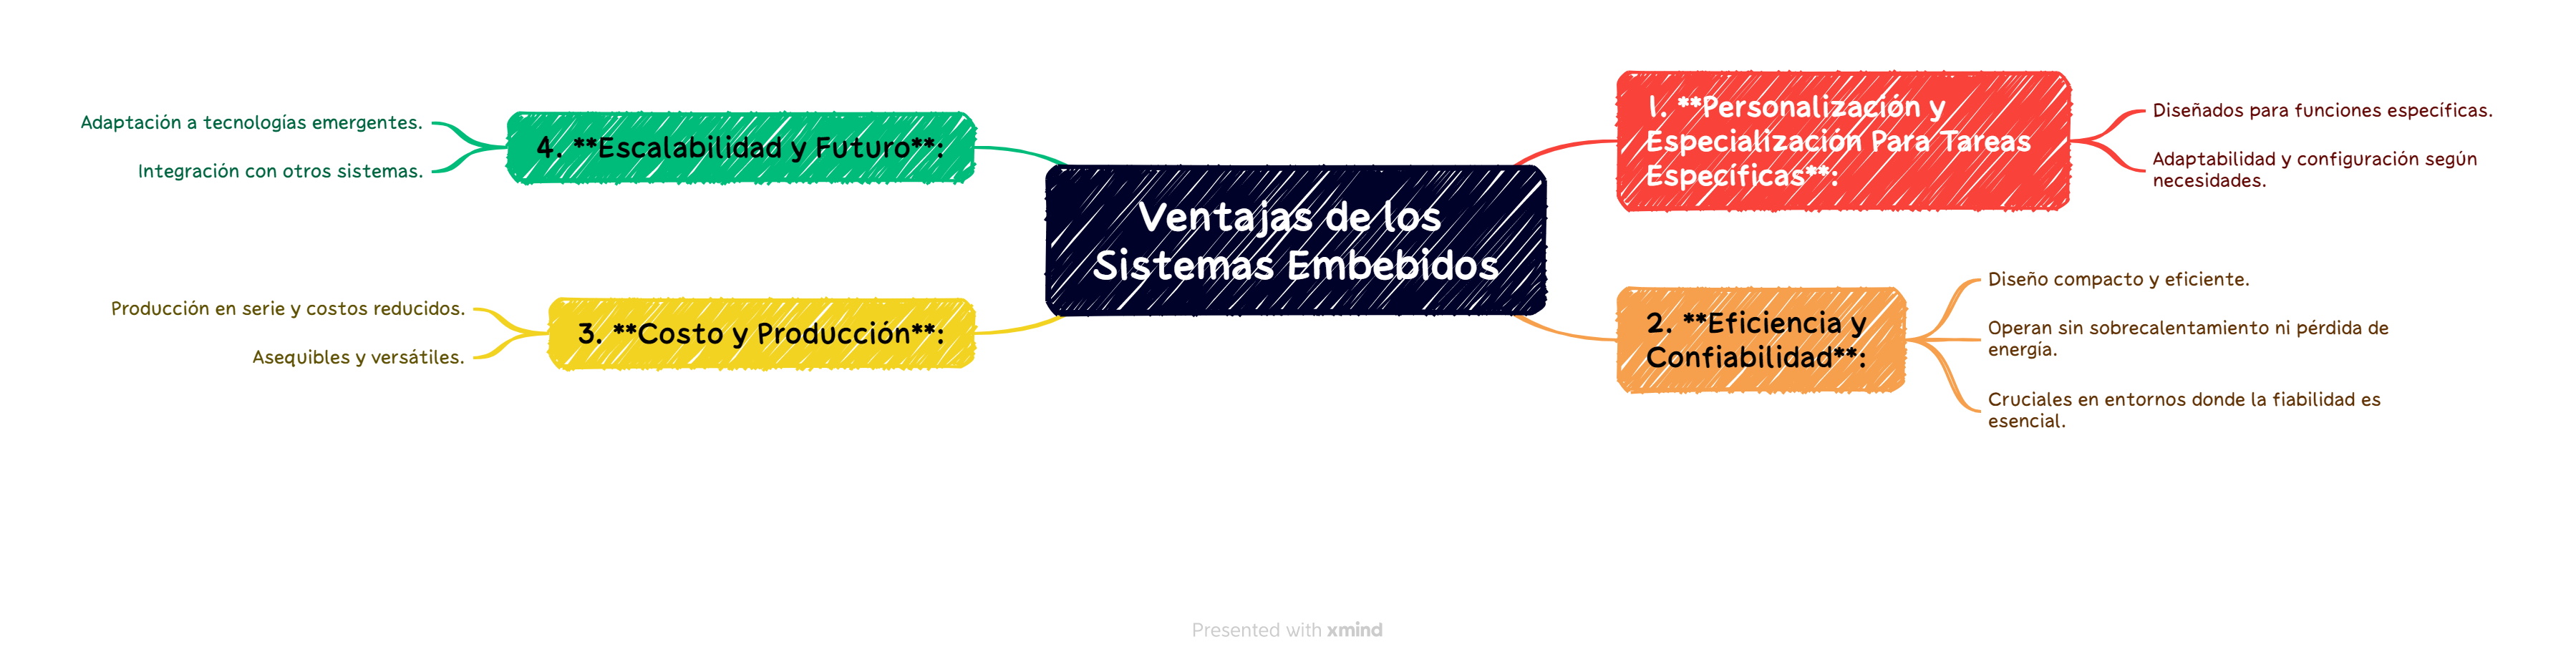 Ventajas de los
Sistemas Embebidos
1. **Personalización y
Especialización Para Tareas
Específicas**:
Diseñados para funciones específicas.
Adaptabilidad y configuración según
necesidades.
2. **Eficiencia y
Confiabilidad**:
Diseño compacto y eficiente.
Operan sin sobrecalentamiento ni pérdida de
energía.
Cruciales en entornos donde la fiabilidad es
esencial.
3. **Costo y Producción**:
Producción en serie y costos reducidos.
Asequibles y versátiles.
4. **Escalabilidad y Futuro**:
Adaptación a tecnologías emergentes.
Integración con otros sistemas.
Presented with xmind